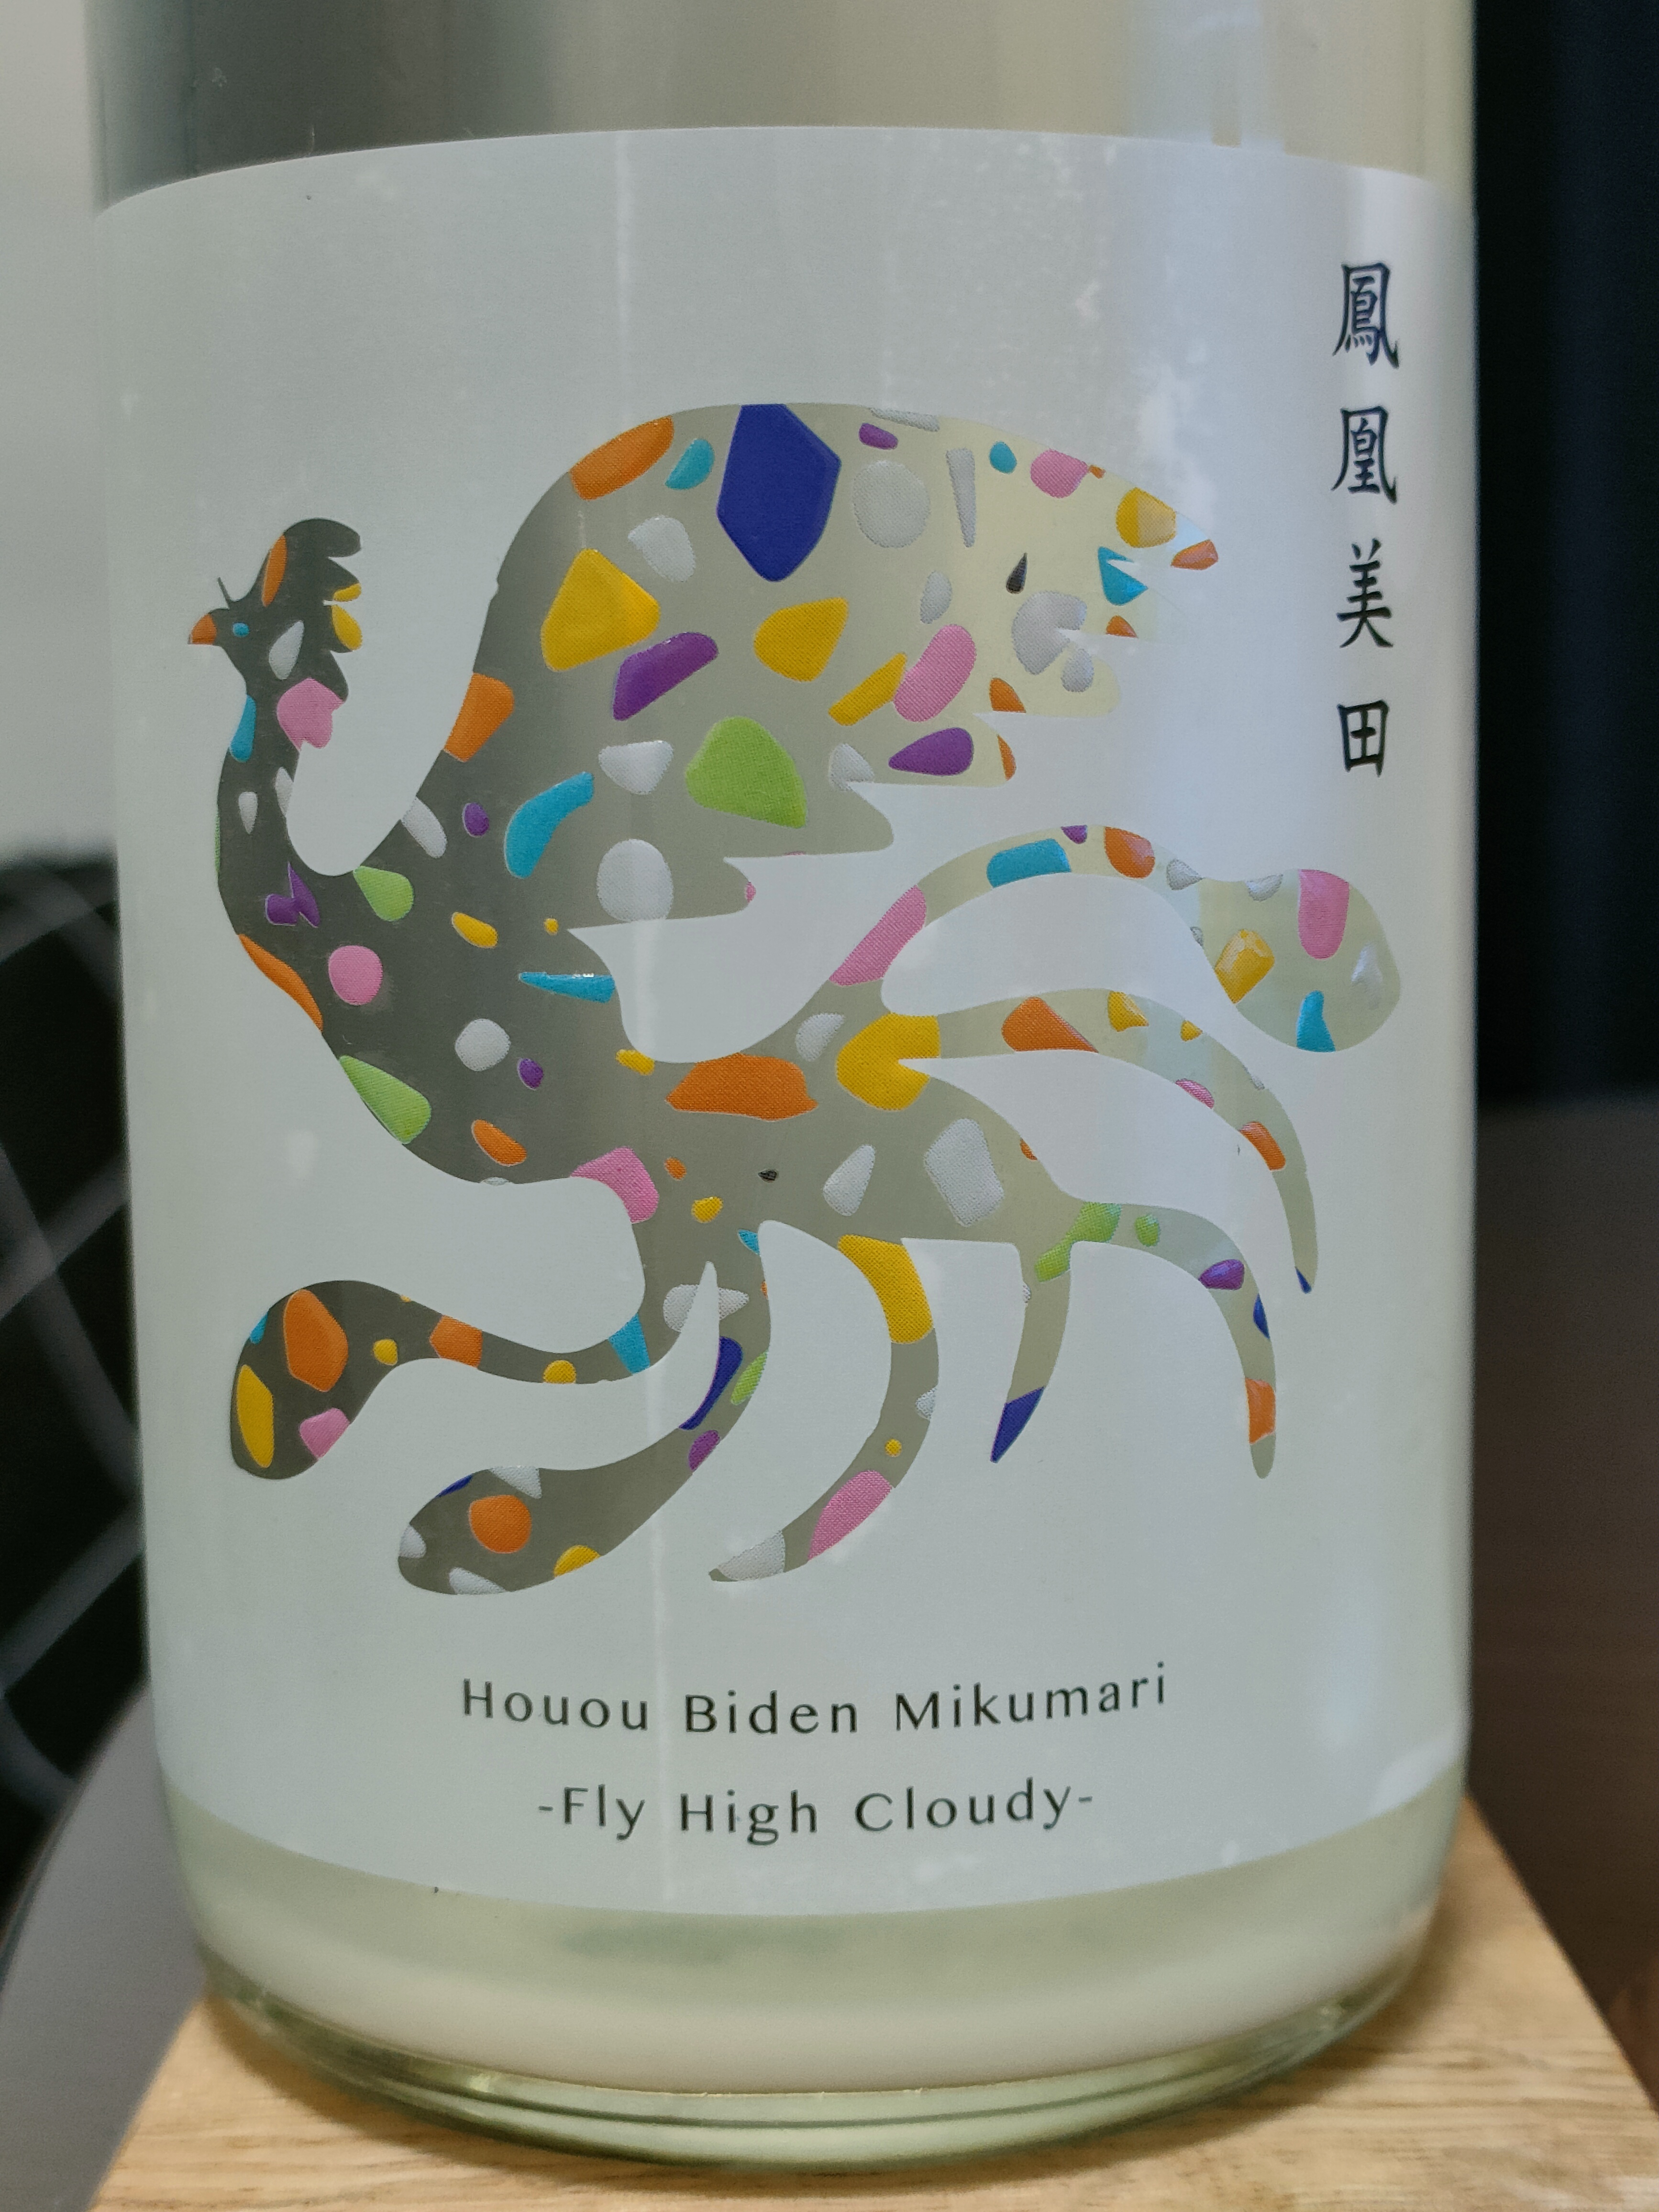 鳳凰美田
Houou Biden Mikumari
-Fly High Cloudy-